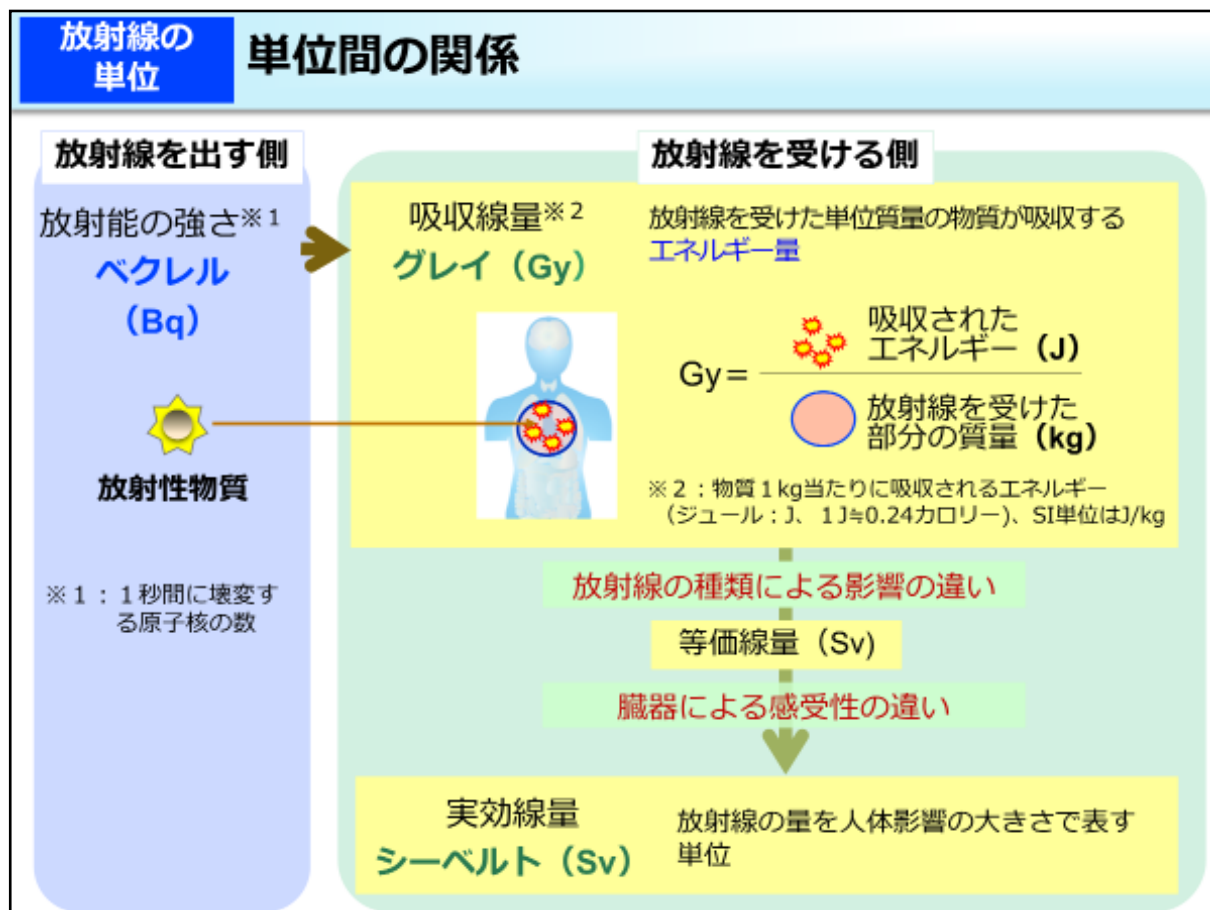 放射線の
単位
単位間の関係
放射線を出す側
放射能の強さ※1
ベクレル
（Bq）
放射性物質
※１：１秒間に壊変す
る原子核の数
放射線を受ける側
吸収線量※2
グレイ（Gy）
放射線を受けた単位質量の物質が吸収する
エネルギー量
Gy＝
吸収された
エネルギー（J）
放射線を受けた
部分の質量（kg）
※２：物質１kg当たりに吸収されるエネルギー
（ジュール：J、１J≒0.24カロリー)、SI単位はJ/kg
放射線の種類による影響の違い
等価線量（Sv)
臓器による感受性の違い
実効線量
シーベルト（Sv）
放射線の量を人体影響の大きさで表す
単位